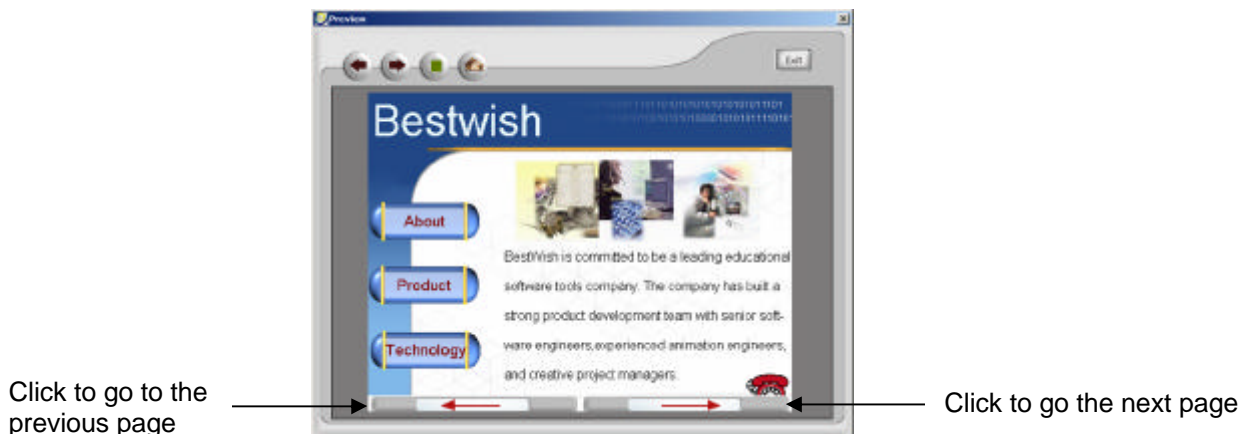 Preview
Exit
Bestwish
About
Product
Technology
BestWish is committed to be a leading educational
software tools company. The company has built a
strong product development team with senior soft-
ware engineers,experienced animation engineers,
and creative project managers.
Click to go to the
previous page
Click to go the next page